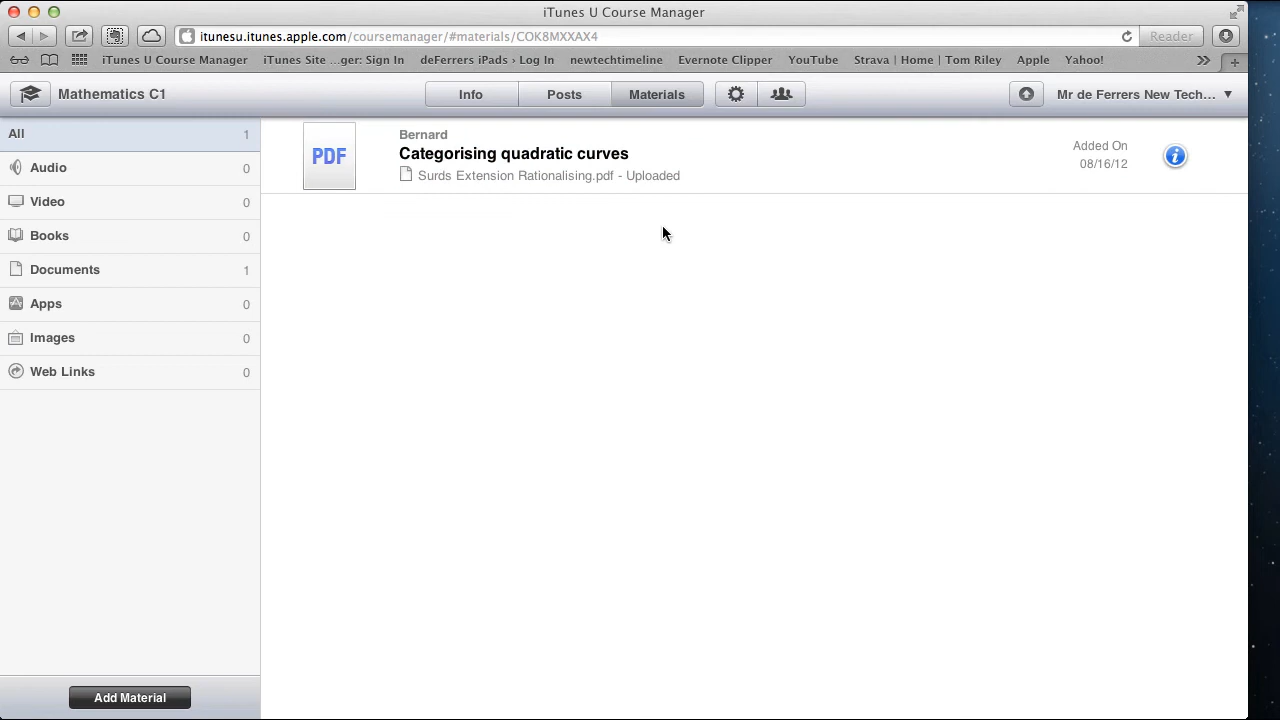 iTunes U Course Manager
itunesu.itunes.apple.com/coursemanager/#materials/COK8MXXAX4
Reader
iTunes U Course Manager iTunes Site ...ger: Sign In deFerrers iPads › Log In newtechtimeline Evernote Clipper YouTube Strava | Home | Tom Riley Apple Yahoo! »
Mathematics C1 Info Posts Materials Mr de Ferrers New Tech...
All 1
Audio 0
Video 0
Books 0
Documents 1
Apps 0
Images 0
Web Links 0
PDF
Bernard
Categorising quadratic curves
Surds Extension Rationalising.pdf - Uploaded
Added On
08/16/12
Add Material